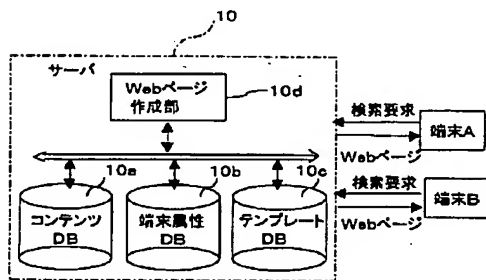 10
サーバ
Webページ
作成部
10d
検索要求
端末A
Webページ
10a
10b
10c
検索要求
端末B
Webページ
コンテンツ
DB
端末属性
DB
テンプレート
DB